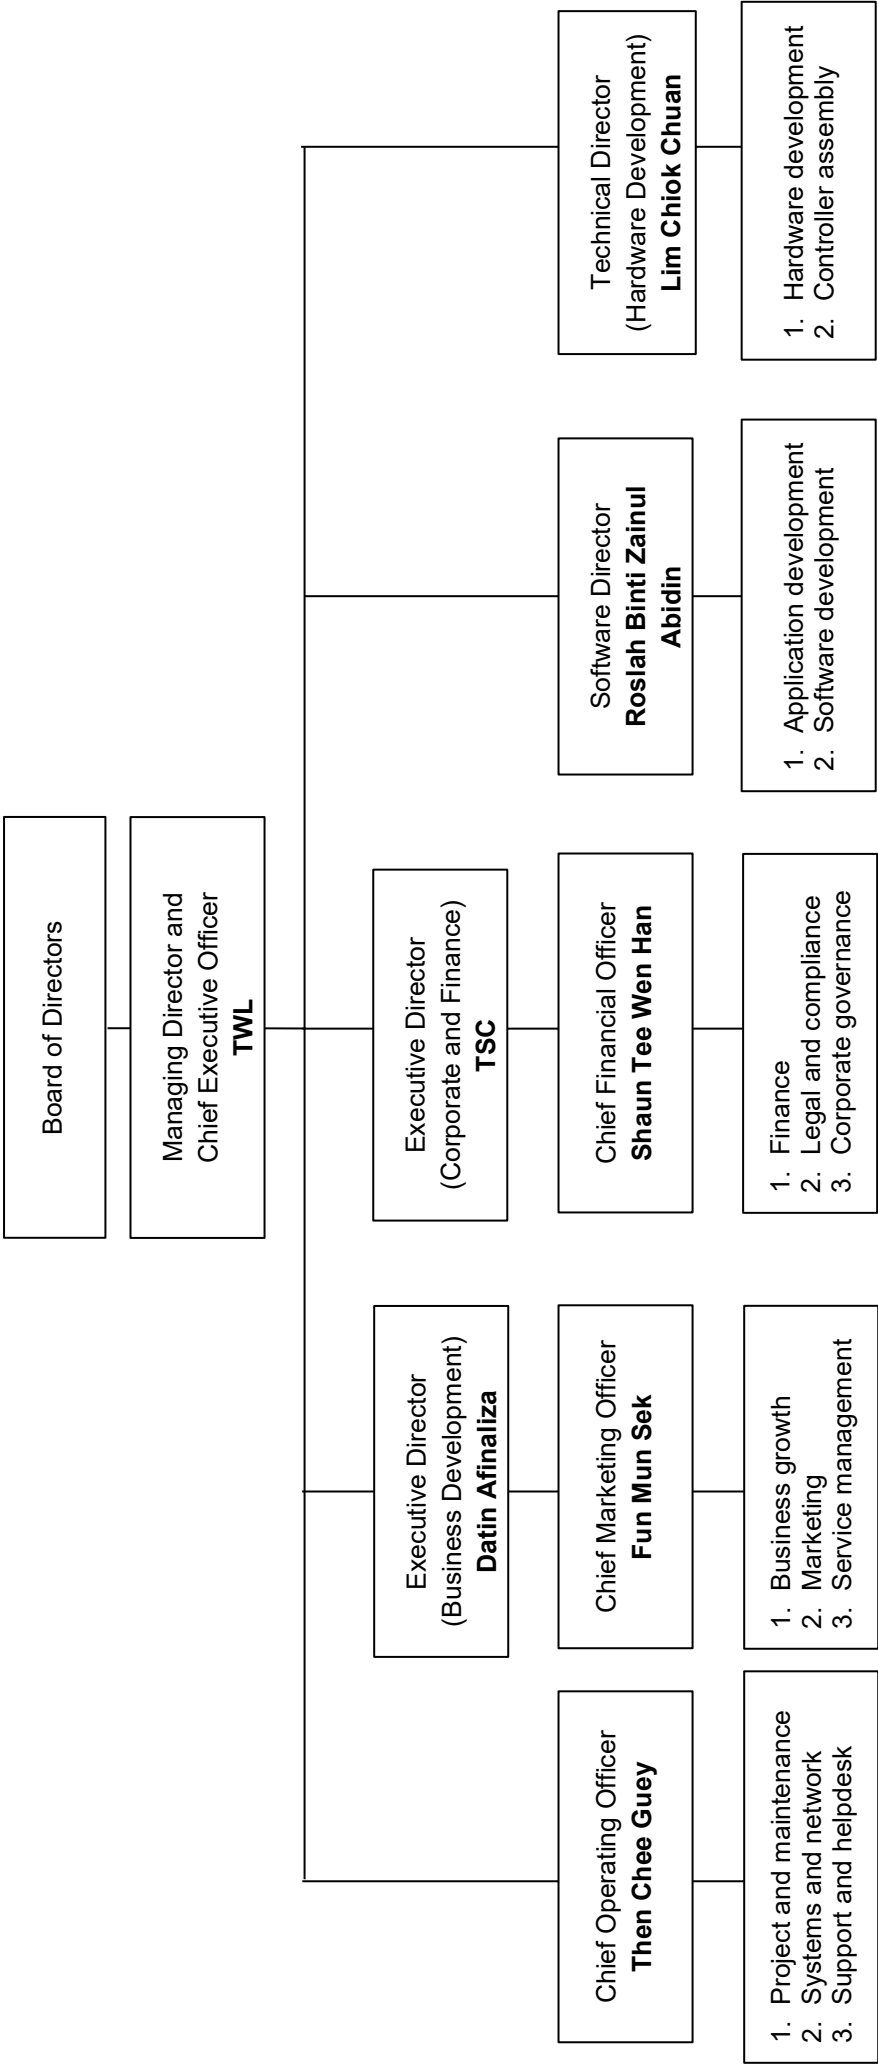 Board of Directors
Managing Director and
Chief Executive Officer
TWL
Executive Director
(Business Development)
Datin Afinaliza
Executive Director
(Corporate and Finance)
TSC
Chief Operating Officer
Then Chee Guey
Chief Marketing Officer
Fun Mun Sek
Chief Financial Officer
Shaun Tee Wen Han
Software Director
Roslah Binti Zainul
Abidin
Technical Director
(Hardware Development)
Lim Chiok Chuan
1. Project and maintenance
2. Systems and network
3. Support and helpdesk
1. Business growth
2. Marketing
3. Service management
1. Finance
2. Legal and compliance
3. Corporate governance
1. Application development
2. Software development
1. Hardware development
2. Controller assembly